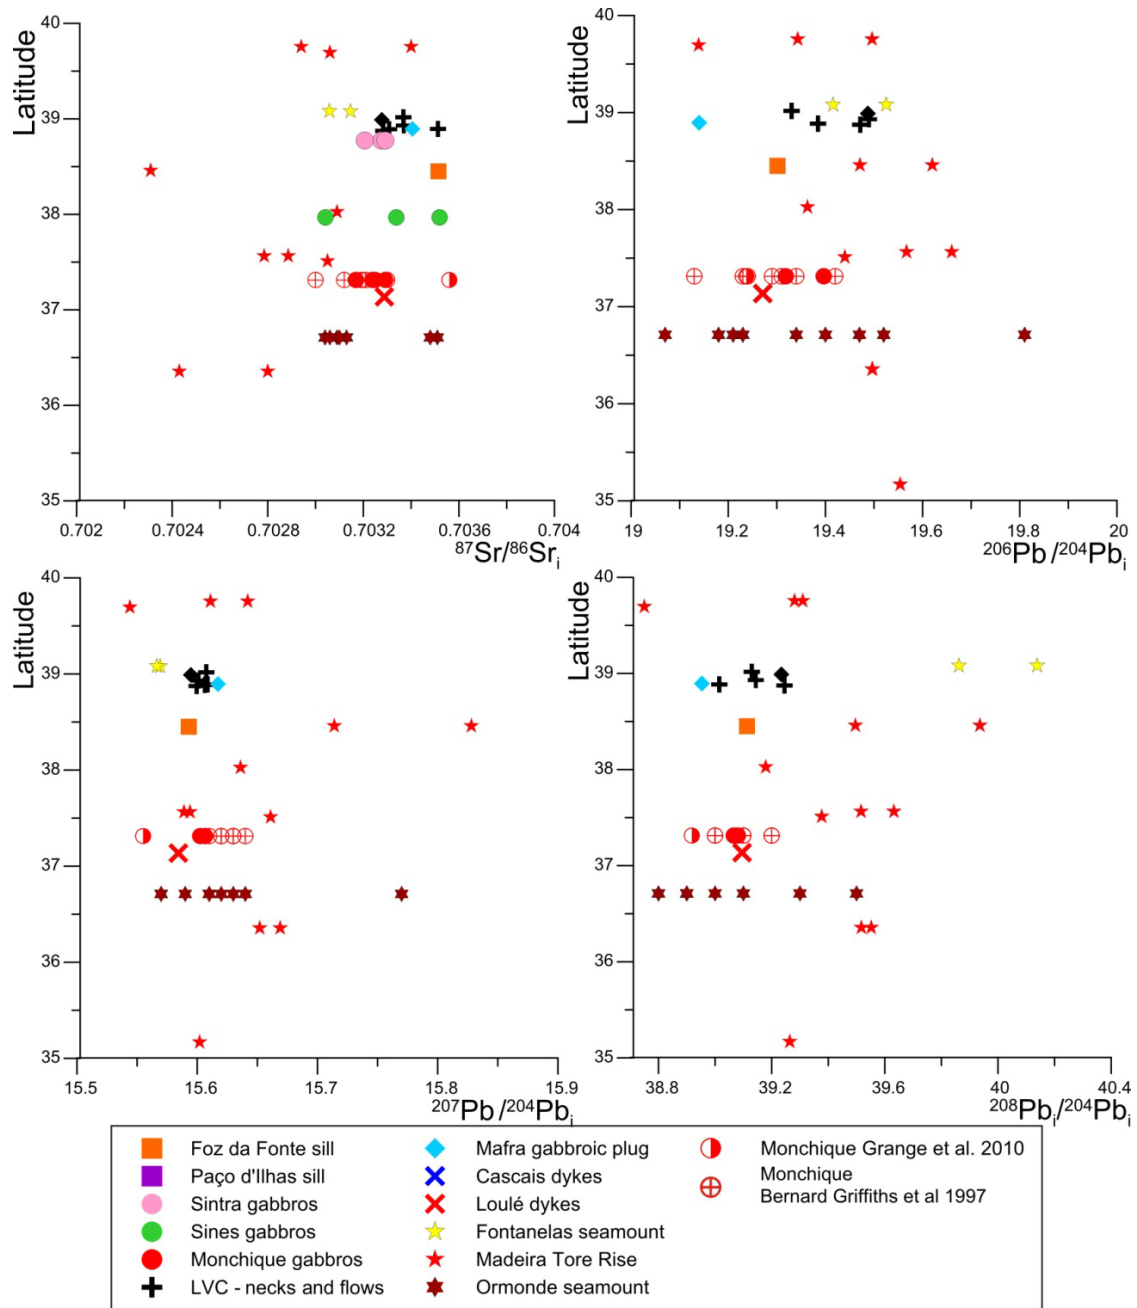 Latitude
40
39
38
37
36
35
0.702
0.7024
0.7028
0.7032
0.7036
0.704
87Sr/86Sri
Latitude
40
39
38
37
36
35
19
19.2
19.4
19.6
19.8
20
206Pb/204Pbi
Latitude
40
39
38
37
36
35
15.5
15.6
15.7
15.8
15.9
207Pb/204Pbi
Latitude
40
39
38
37
36
35
38.8
39.2
39.6
40
40.4
208Pbi/204Pbi
Foz da Fonte sill
Paço d'Ilhas sill
Sintra gabbros
Sines gabbros
Monchique gabbros
LVC - necks and flows
Mafra gabbroic plug
Cascais dykes
Loulé dykes
Fontanelas seamount
Madeira Tore Rise
Ormonde seamount
Monchique Grange et al. 2010
Monchique
Bernard Griffiths et al 1997